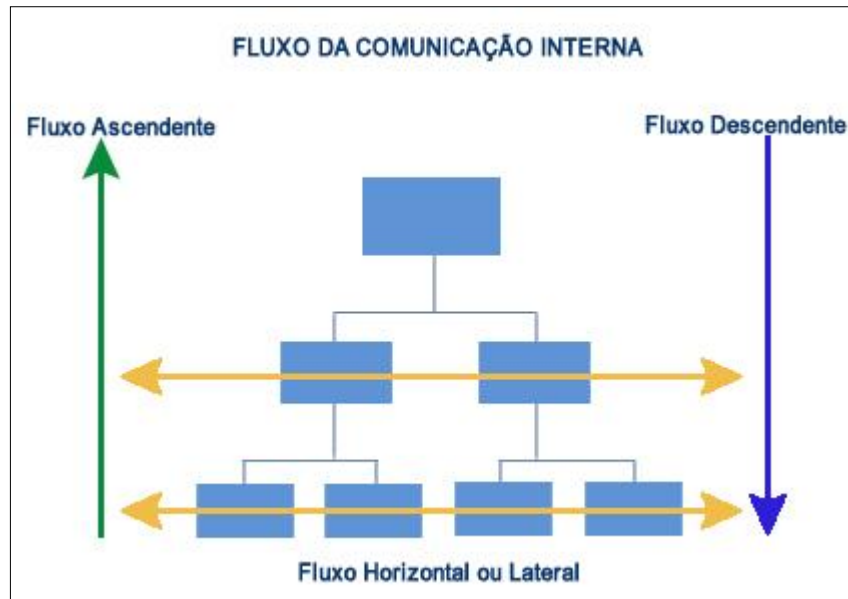 FLUXO DA COMUNICAÇÃO INTERNA
Fluxo Ascendente
Fluxo Descendente
Fluxo Horizontal ou Lateral